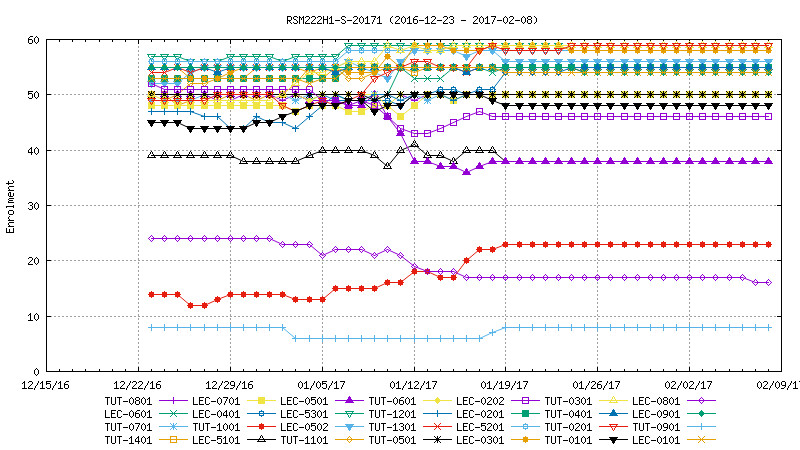 RSM222H1-S-20171 (2016-12-23 - 2017-02-08)
60
50
40
30
20
10
0
Enrolment
12/15/16 12/22/16 12/29/16 01/05/17 01/12/17 01/19/17 01/26/17 02/02/17 02/09/17
TUT-0801 LEC-0701 LEC-0501 TUT-0601 LEC-0202 TUT-0301 LEC-0801
LEC-0601 LEC-0401 LEC-5301 TUT-1201 LEC-0201 TUT-0401 LEC-0901
TUT-0701 TUT-1001 LEC-0502 TUT-1301 LEC-5201 TUT-0201 TUT-0901
TUT-1401 LEC-5101 TUT-1101 TUT-0501 LEC-0301 TUT-0101 LEC-0101